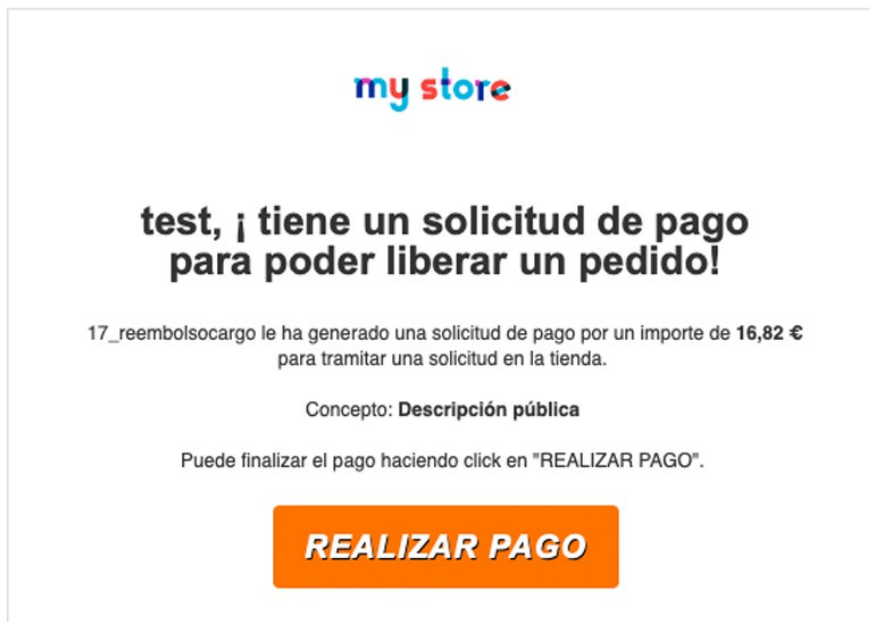 my store
test, ¡ tiene un solicitud de pago
para poder liberar un pedido!
17_reembolsocargo le ha generado una solicitud de pago por un importe de 16,82 €
para tramitar una solicitud en la tienda.
Concepto: Descripción pública
Puede finalizar el pago haciendo click en "REALIZAR PAGO".
REALIZAR PAGO